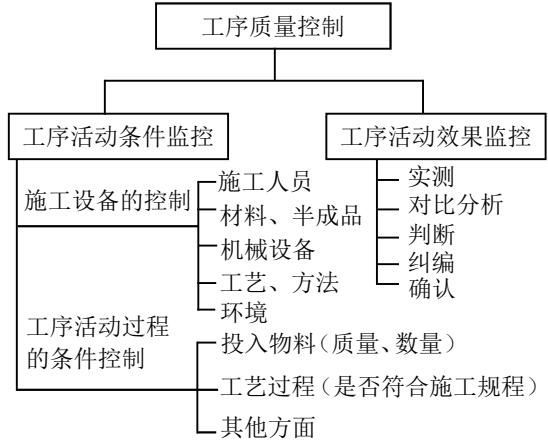 工序质量控制
工序活动条件监控
工序活动效果监控
施工设备的控制
施工人员
材料、半成品
机械设备
工艺、方法
环境
实测
对比分析
判断
纠编
确认
工序活动过程
的条件控制
投入物料(质量、数量)
工艺过程(是否符合施工规程)
其他方面